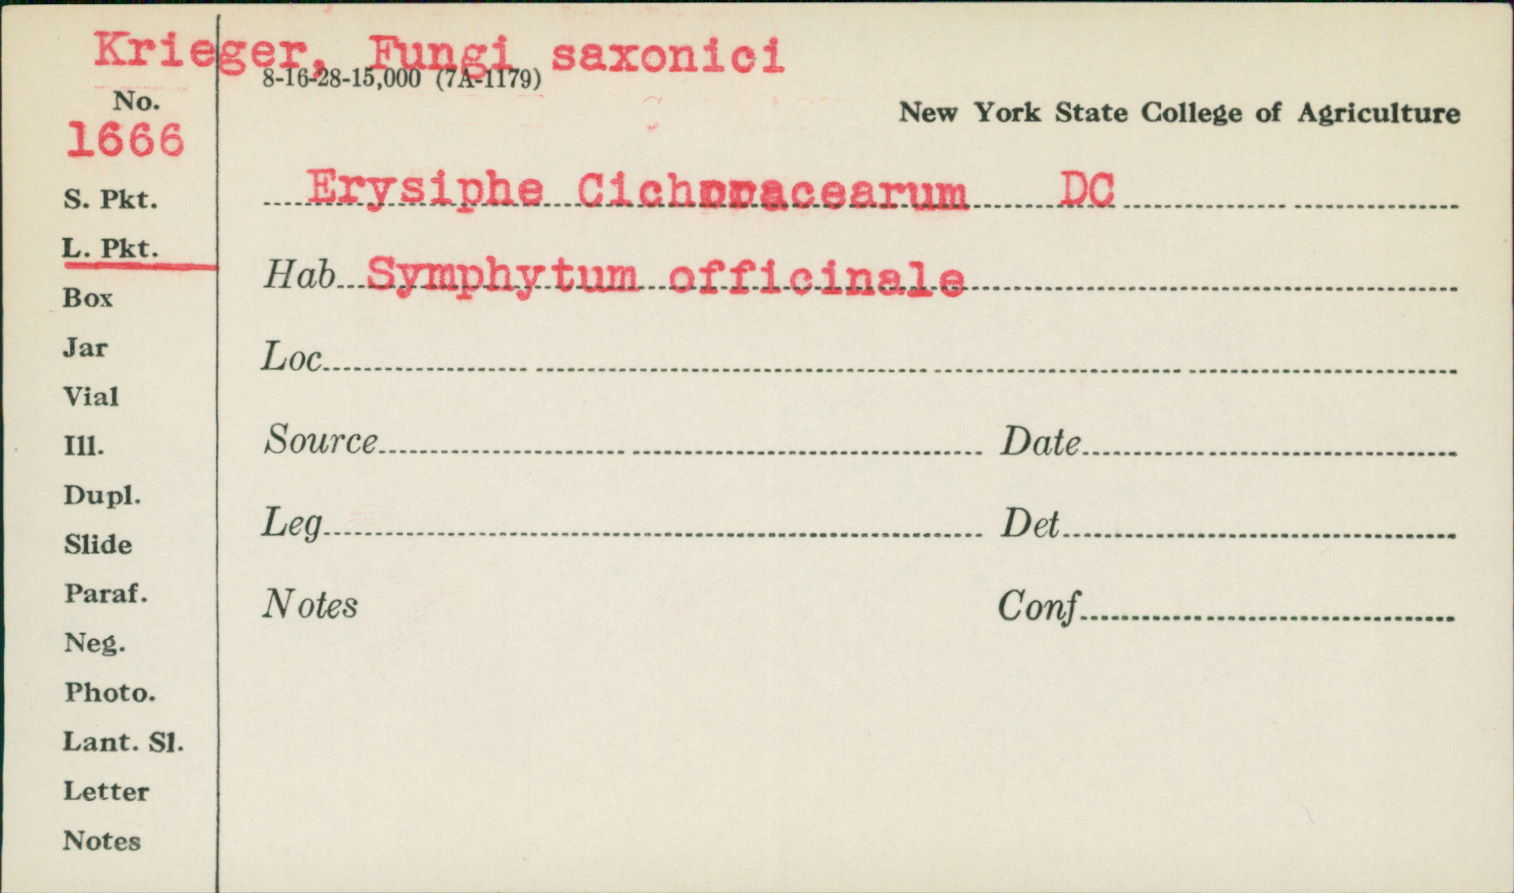 Krieger, Fungi saxonici
8-16-28-15,000 (7A-1179)
No.
New York State College of Agriculture
1666
S. Pkt.
Erysiphe Cichoracearum DC
L. Pkt.
Hab Symphytum officinale
Box
Jar
Loc
Vial
Ill.
Source Date
Dupl.
Leg Det
Slide
Paraf.
Notes Conf
Neg.
Photo.
Lant. Sl.
Letter
Notes